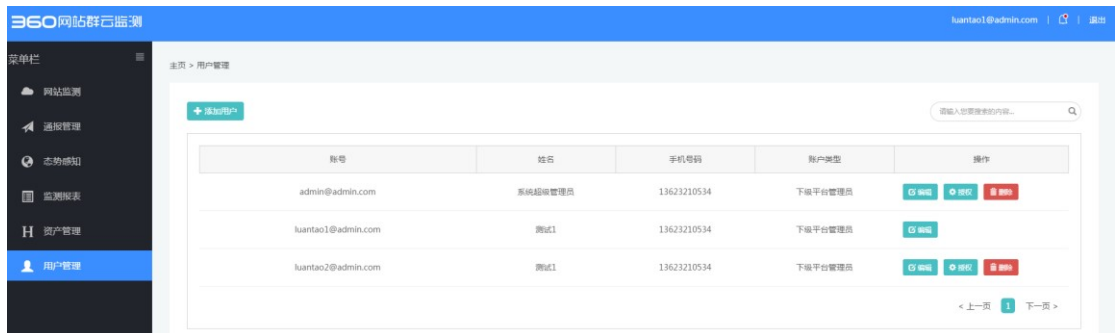 360网站群云监测
luantao1@admin.com | | 退出
菜单栏
主页 > 用户管理
网站监测
通报管理
态势感知
监测报表
资产管理
用户管理
添加用户
请输入您要搜索的内容...
账号 姓名 手机号码 账户类型 操作
admin@admin.com 系统超级管理员 13623210534 下级平台管理员 编辑 授权 删除
luantao1@admin.com 测试1 13623210534 下级平台管理员 编辑
luantao2@admin.com 测试1 13623210534 下级平台管理员 编辑 授权 删除
< 上一页 1 下一页 >